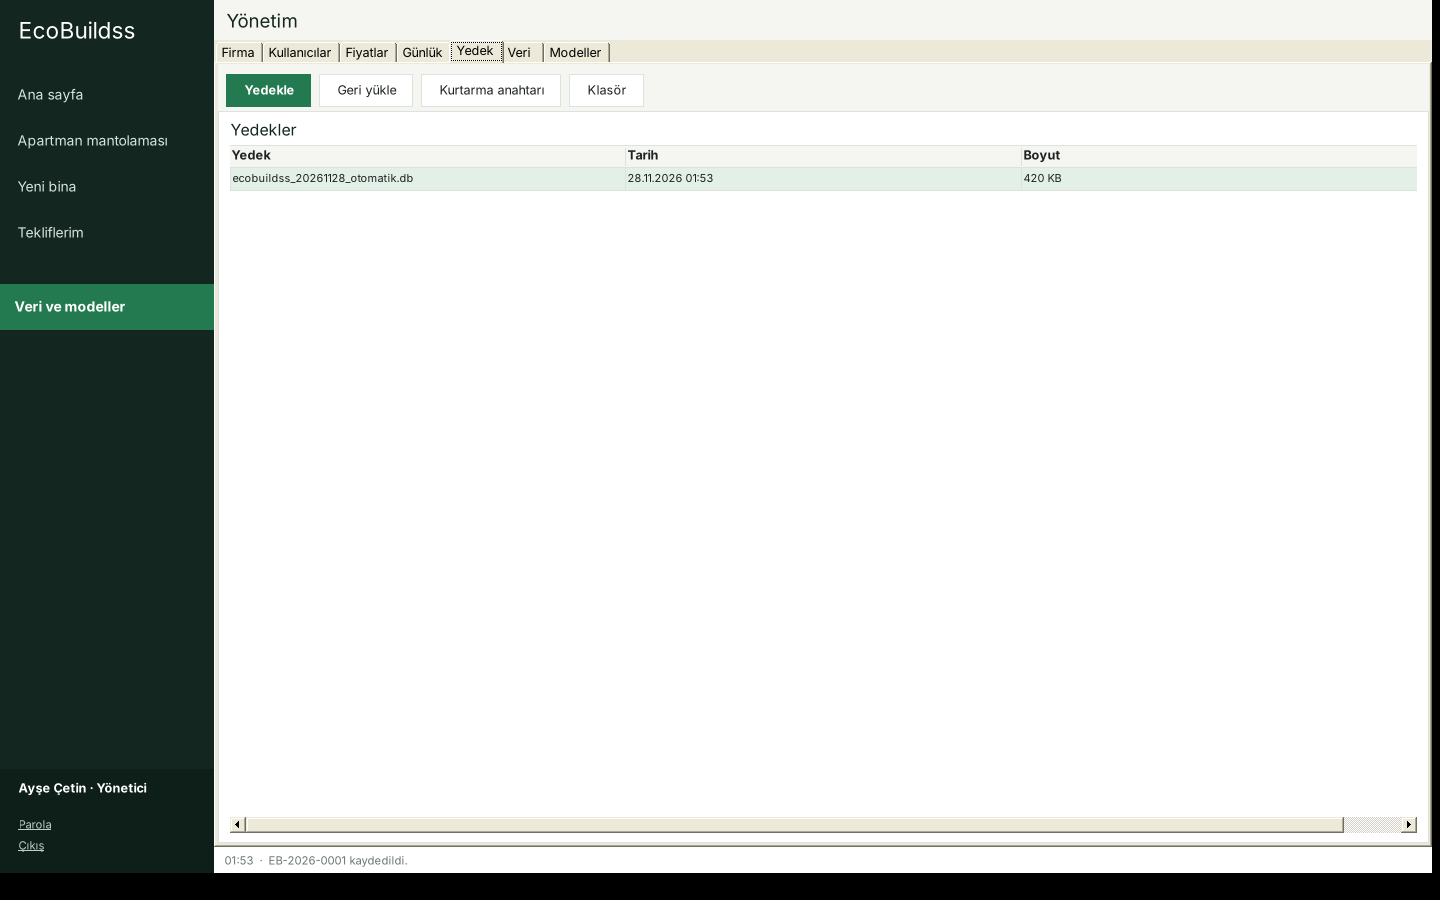 EcoBuildss
Ana sayfa
Apartman mantolaması
Yeni bina
Tekliflerim
Veri ve modeller
Ayşe Çetin · Yönetici
Parola
Çıkış
Yönetim
Firma Kullanıcılar Fiyatlar Günlük Yedek Veri Modeller
Yedekle Geri yükle Kurtarma anahtarı Klasör
Yedekler
Yedek Tarih Boyut
ecobuildss_20261128_otomatik.db 28.11.2026 01:53 420 KB
01:53 · EB-2026-0001 kaydedildi.